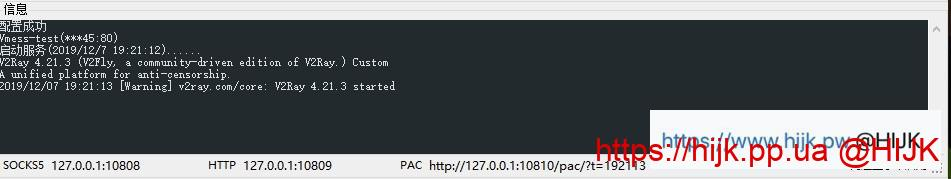 信息
配置成功
Vmess-test(***45:80)
启动服务(2019/12/7 19:21:12)......
V2Ray 4.21.3 (V2Fly, a community-driven edition of V2Ray.) Custom
A unified platform for anti-censorship.
2019/12/07 19:21:13 [Warning] v2ray.com/core: V2Ray 4.21.3 started
https://www.hijk.pw @HIJK
https://hijk.pp.ua @HIJK
SOCKS5 127.0.0.1:10808 HTTP 127.0.0.1:10809 PAC http://127.0.0.1:10810/pac/?t=192113